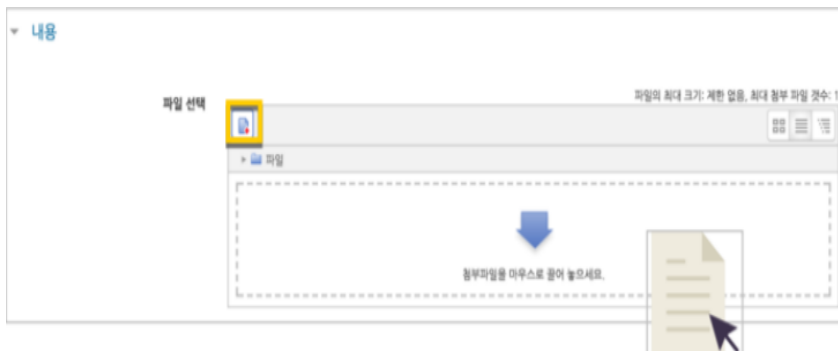 내용
파일의 최대 크기: 제한 없음, 최대 첨부 파일 갯수: 1
파일 선택
파일
첨부파일을 마우스로 끌어 놓으세요.